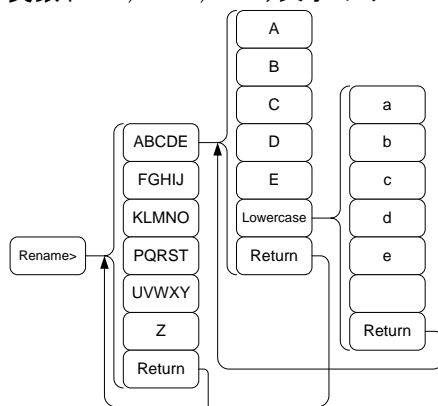 Rename>
ABCDE
FGHIJ
KLMNO
PQRST
UVWXY
Z
Return
A
B
C
D
E
Lowercase
Return
a
b
c
d
e
Return